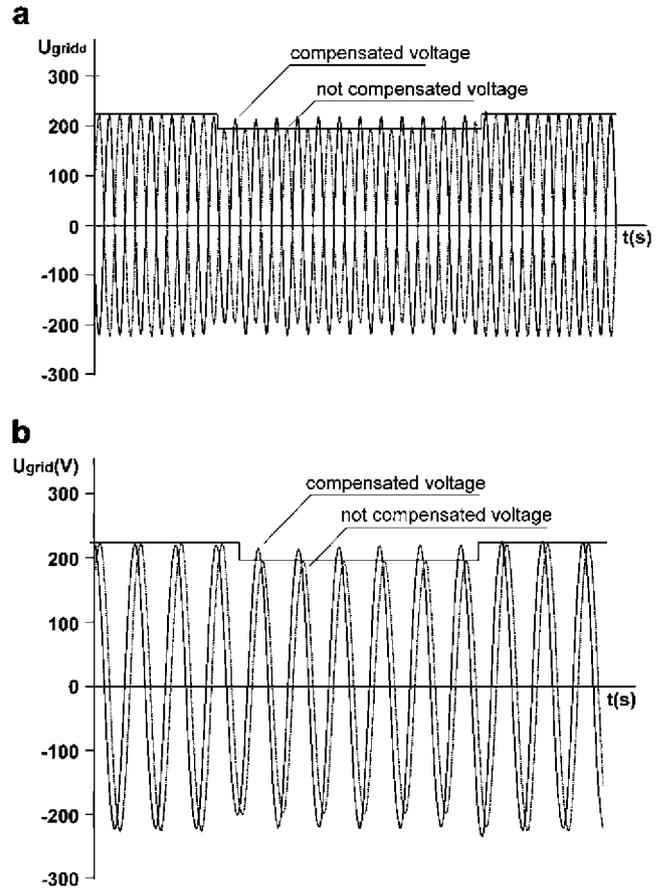 a
Ugridd
compensated voltage
not compensated voltage
300
200
100
0
t(s)
-100
-200
-300
b
Ugrid(V)
compensated voltage
not compensated voltage
300
200
100
0
t(s)
-100
-200
-300